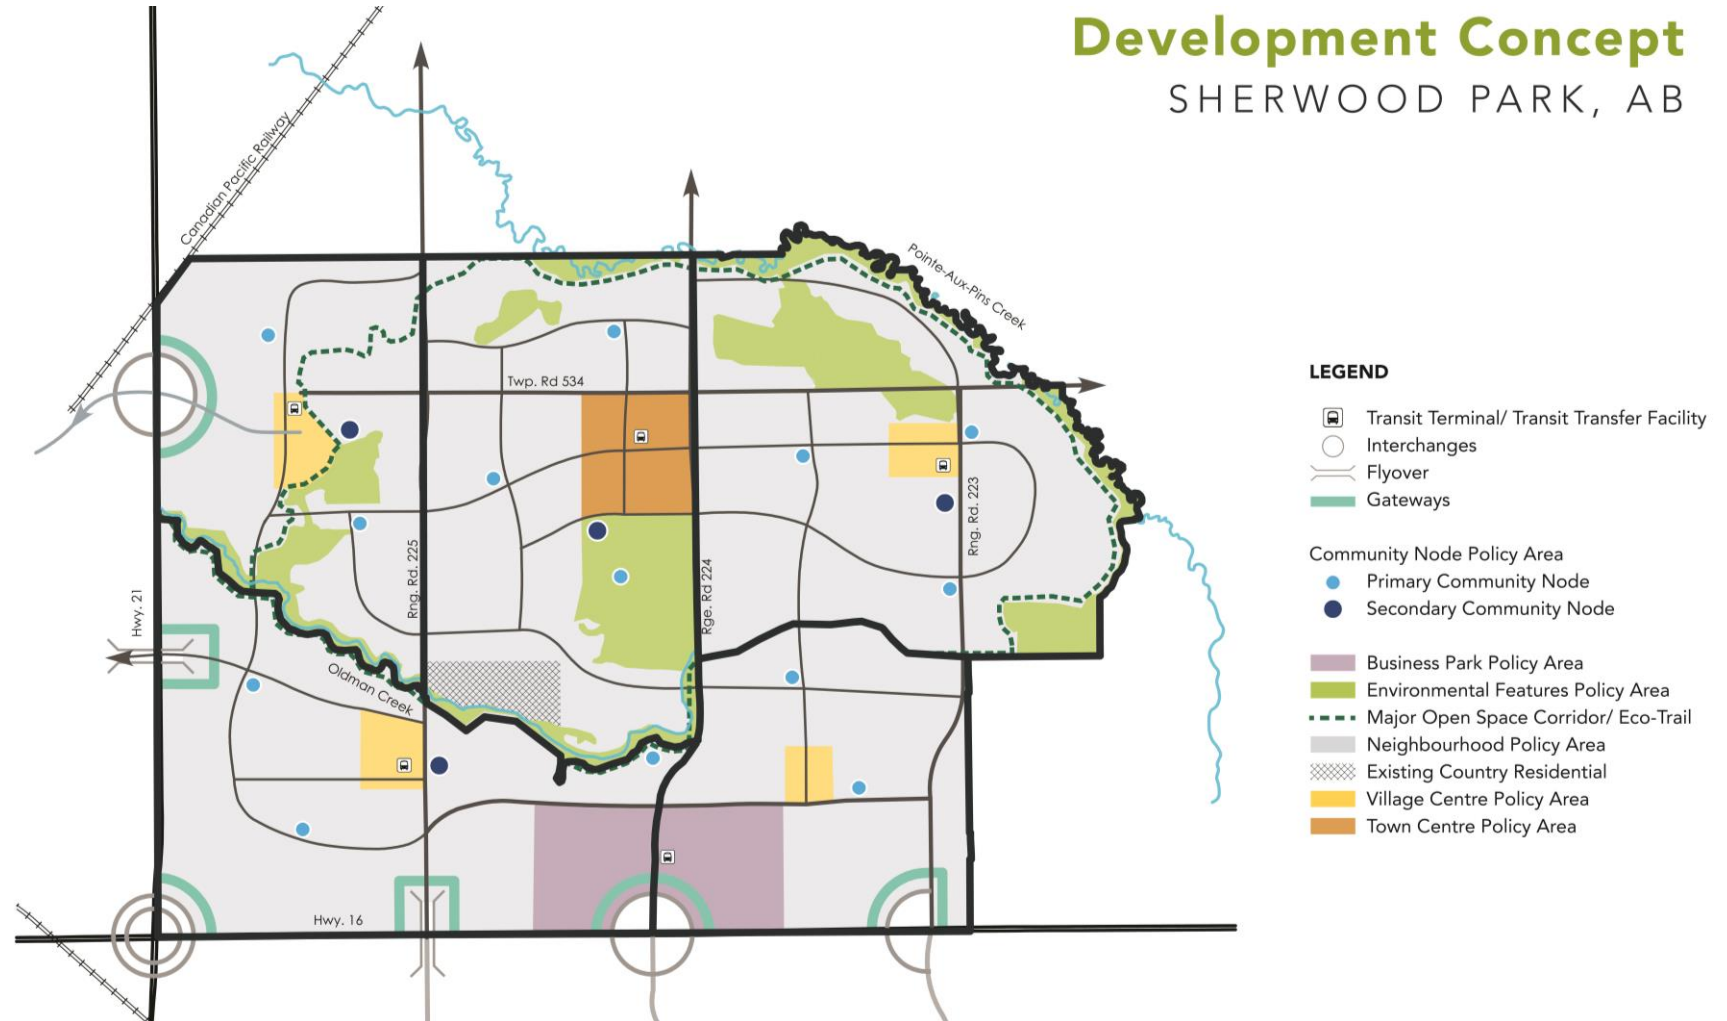 Development Concept
SHERWOOD PARK, AB
Canadian Pacific Railway
Pointe-Aux-Pins Creek
Twp. Rd 534
Rng. Rd. 223
Rng. Rd. 225
Rge. Rd 224
Hwy. 21
Oldman Creek
Hwy. 16
LEGEND
Transit Terminal/ Transit Transfer Facility
Interchanges
Flyover
Gateways
Community Node Policy Area
Primary Community Node
Secondary Community Node
Business Park Policy Area
Environmental Features Policy Area
Major Open Space Corridor/ Eco-Trail
Neighbourhood Policy Area
Existing Country Residential
Village Centre Policy Area
Town Centre Policy Area